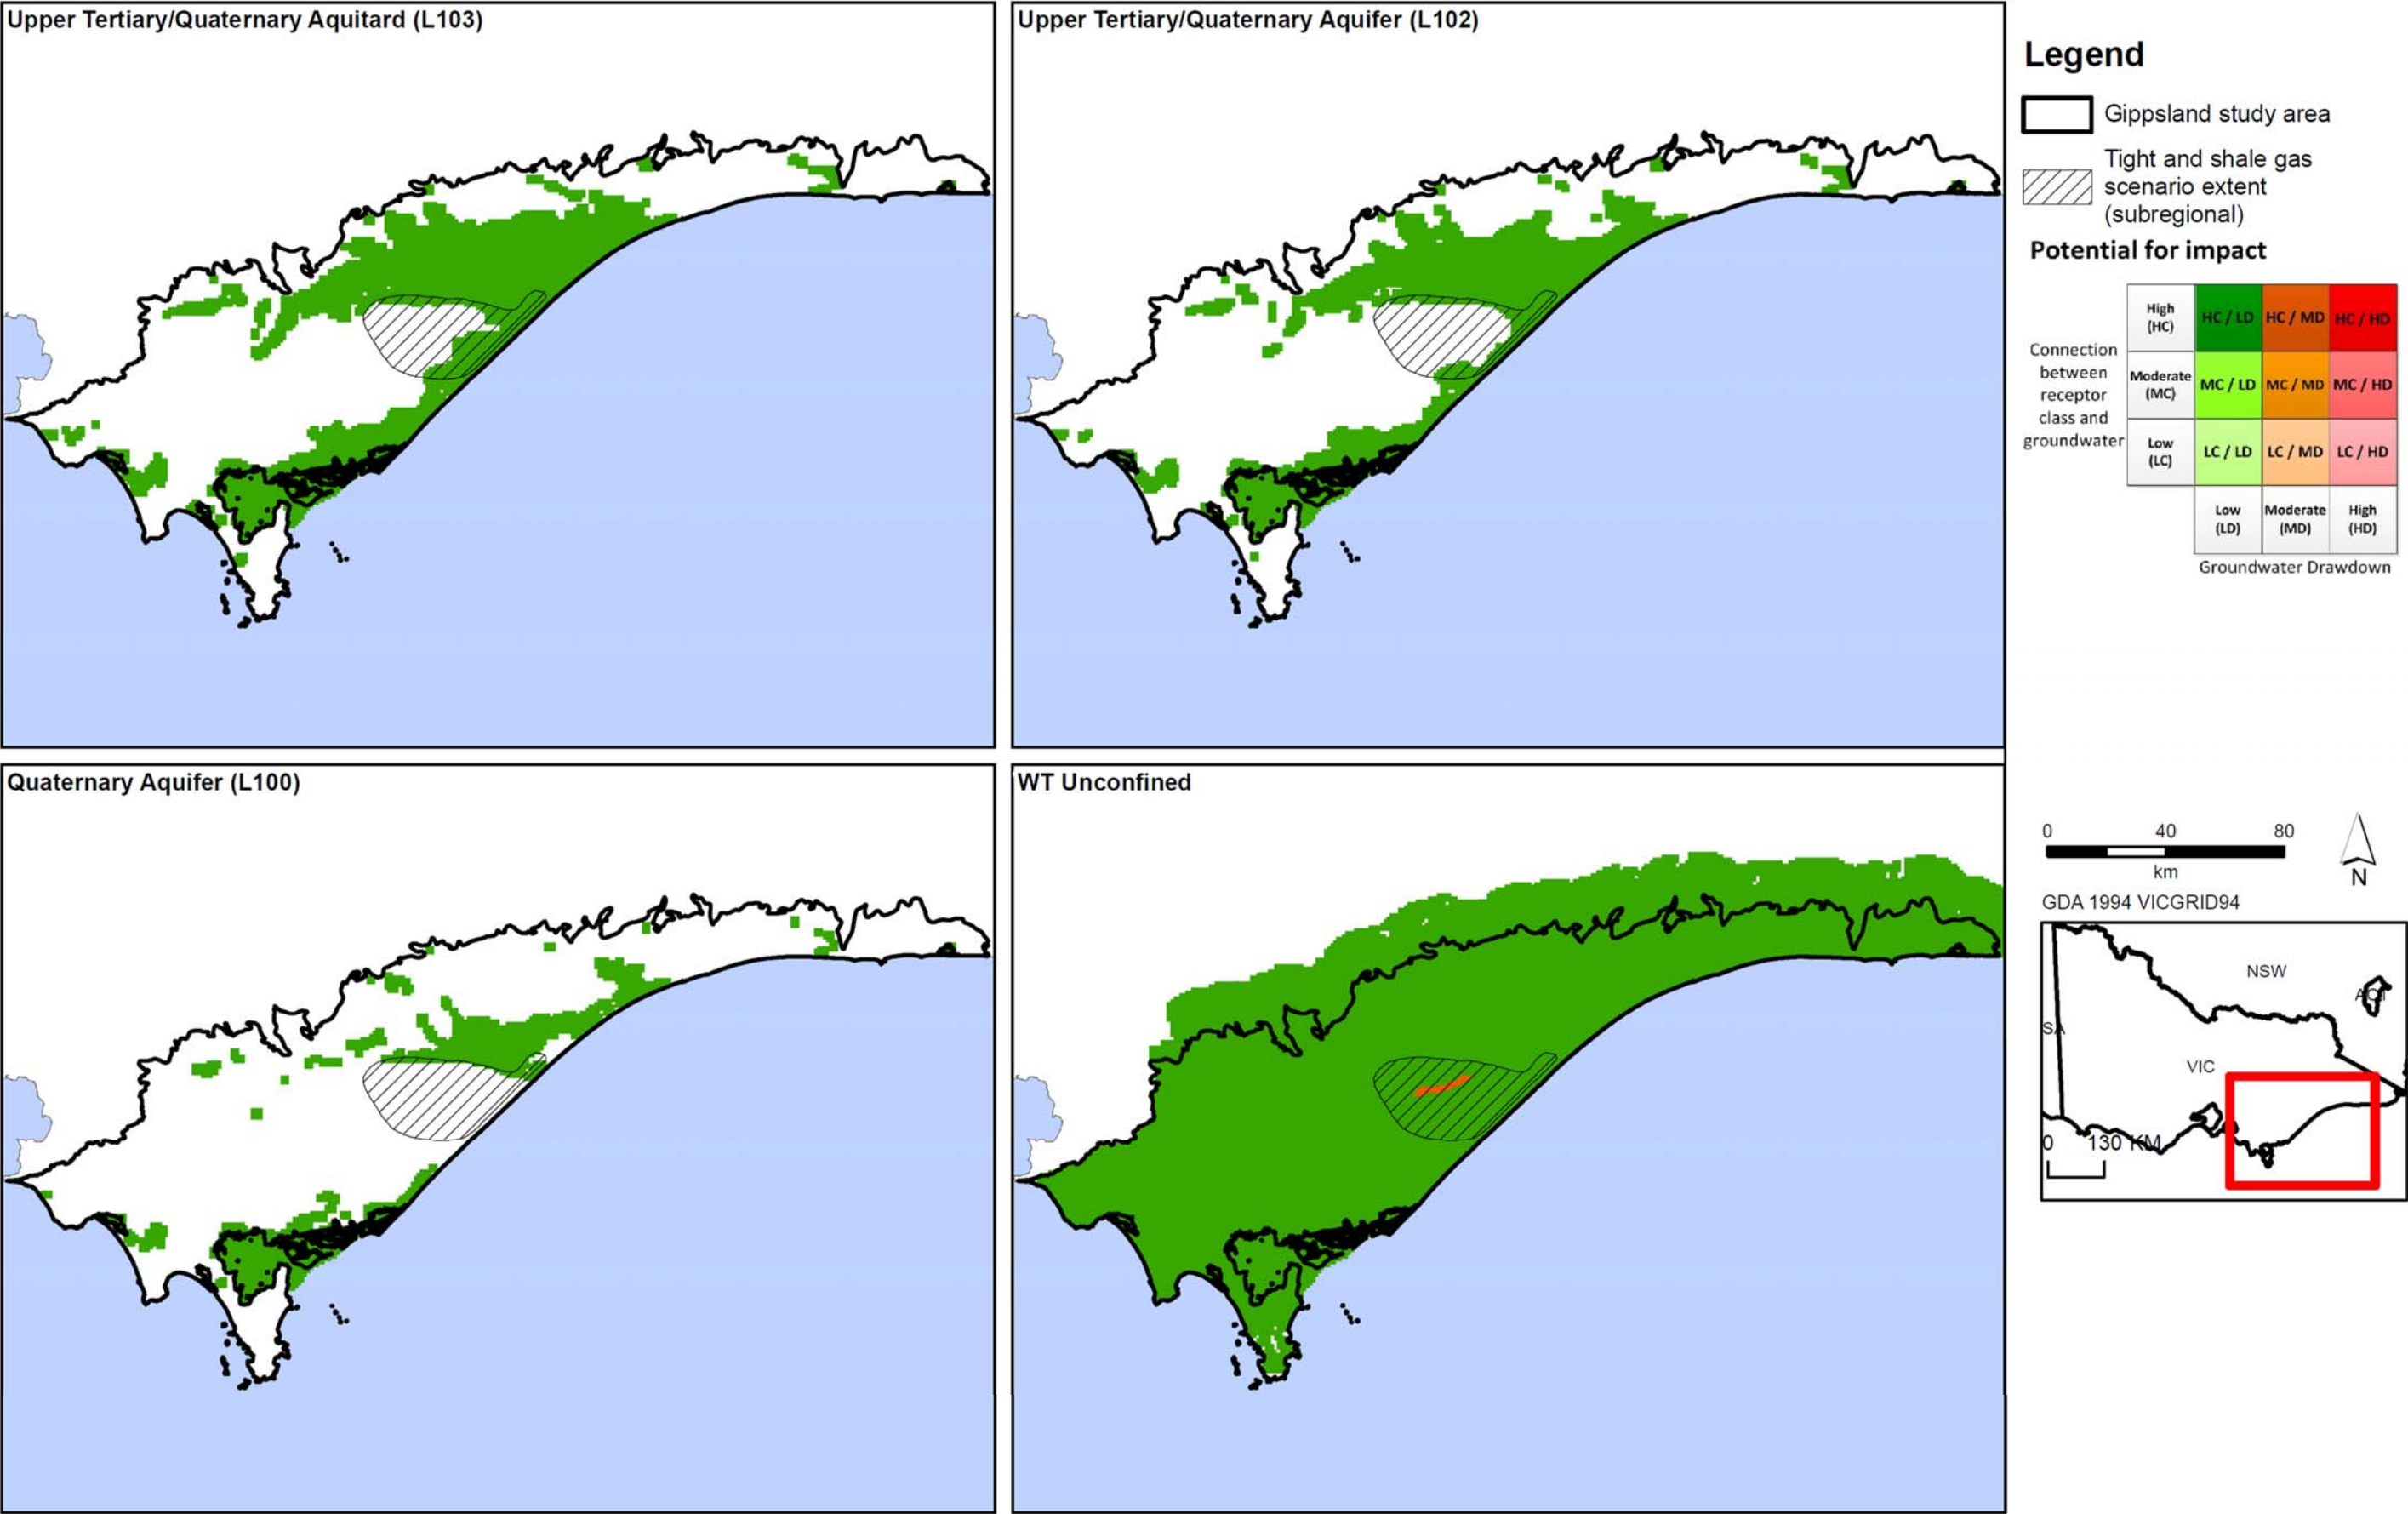 Upper Tertiary/Quaternary Aquitard (L103)
Upper Tertiary/Quaternary Aquifer (L102)
Quaternary Aquifer (L100)
WT Unconfined
Legend
Gippsland study area
Tight and shale gas
scenario extent
(subregional)
Potential for impact
Connection
between
receptor
class and
groundwater
High
(HC)
HC / LD
HC / MD
HC / HD
Moderate
(MC)
MC / LD
MC / MD
MC / HD
Low
(LC)
LC / LD
LC / MD
LC / HD
Low
(LD)
Moderate
(MD)
High
(HD)
Groundwater Drawdown
0 40 80
km
N
GDA 1994 VICGRID94
NSW
ACT
SA
VIC
0 130 KM